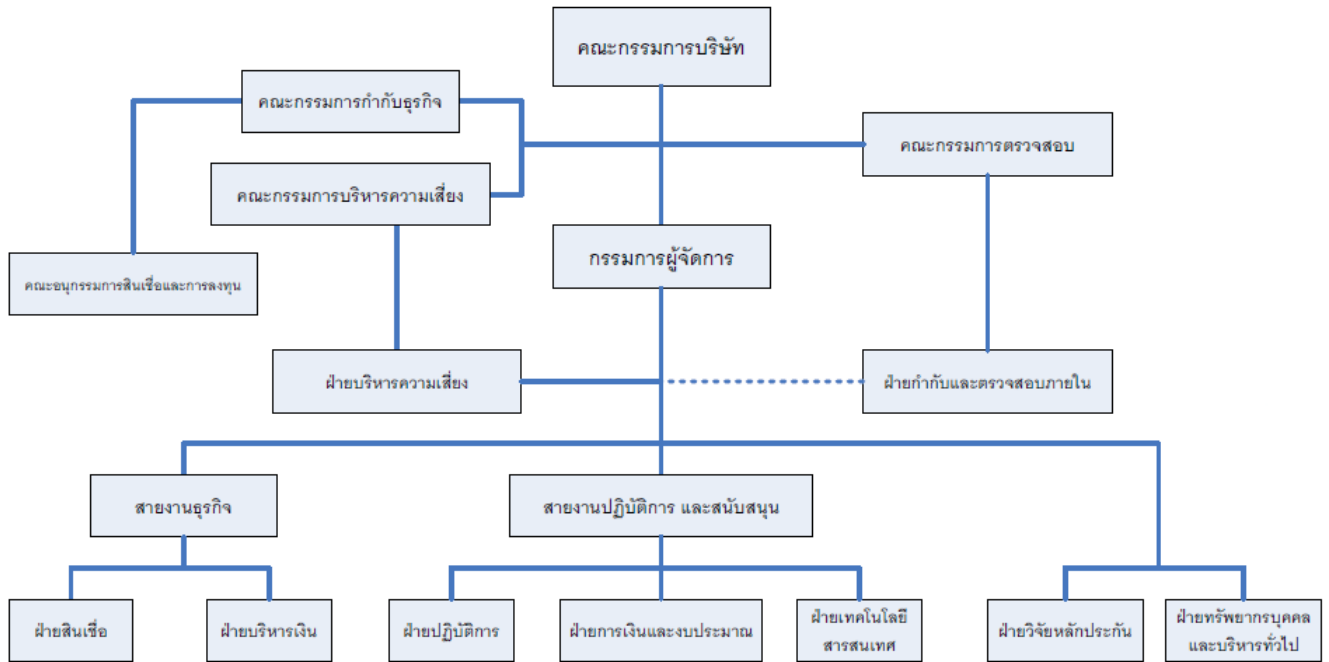 คณะกรรมการบริษัท
คณะกรรมการกำกับธุรกิจ
คณะกรรมการตรวจสอบ
คณะกรรมการบริหารความเสี่ยง
กรรมการผู้จัดการ
คณะอนุกรรมการสินเชื่อและการลงทุน
ฝ่ายบริหารความเสี่ยง
ฝ่ายกำกับและตรวจสอบภายใน
สายงานธุรกิจ
สายงานปฏิบัติการ และสนับสนุน
ฝ่ายสินเชื่อ
ฝ่ายบริหารเงิน
ฝ่ายปฏิบัติการ
ฝ่ายการเงินและงบประมาณ
ฝ่ายเทคโนโลยี
สารสนเทศ
ฝ่ายวิจัยหลักประกัน
ฝ่ายทรัพยากรบุคคล
และบริหารทั่วไป